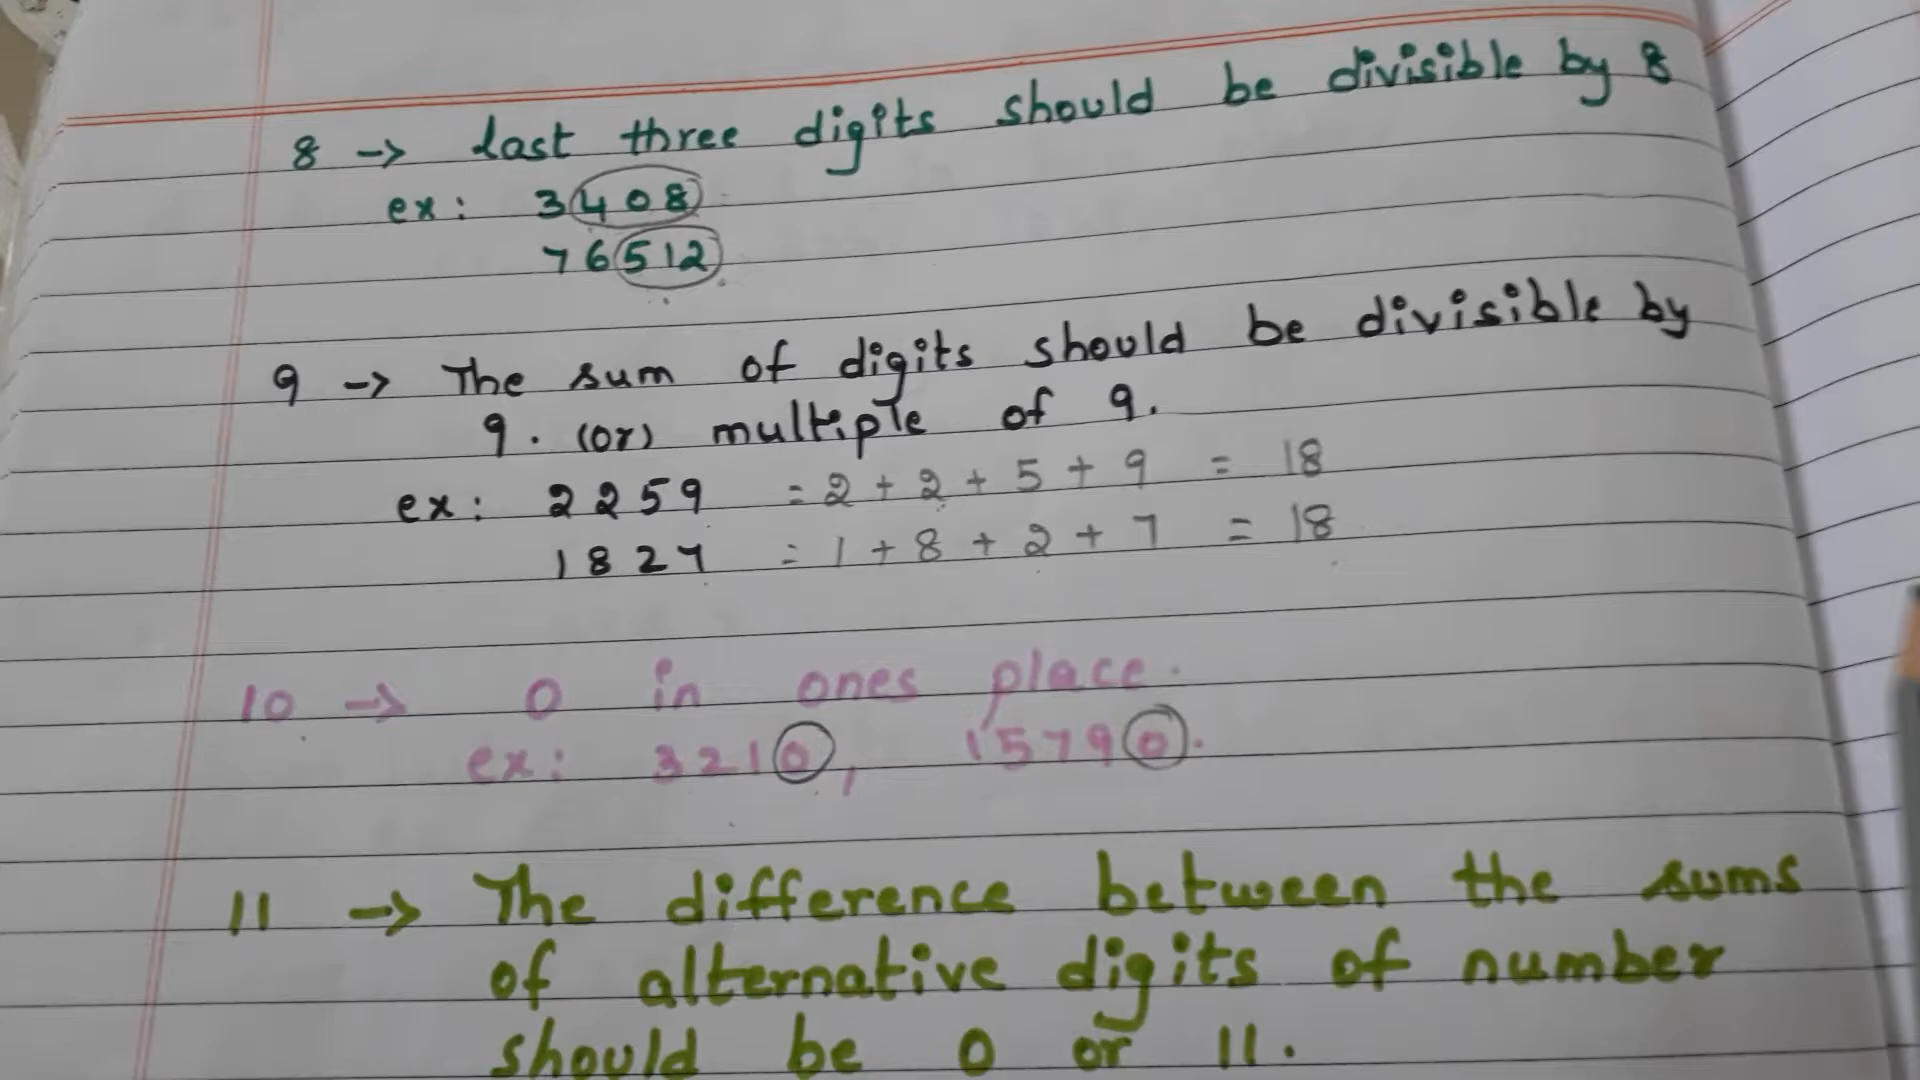 8 -> Last three digits should be divisible by 8
ex: 3408
76512
9 -> The sum of digits should be divisible by
9. (or) multiple of 9.
ex: 2259 = 2 + 2 + 5 + 9 = 18
1827 = 1 + 8 + 2 + 7 = 18
10 -> 0 in ones place.
ex: 3210, 15790.
11 -> The difference between the sums
of alternative digits of number
should be 0 or 11.